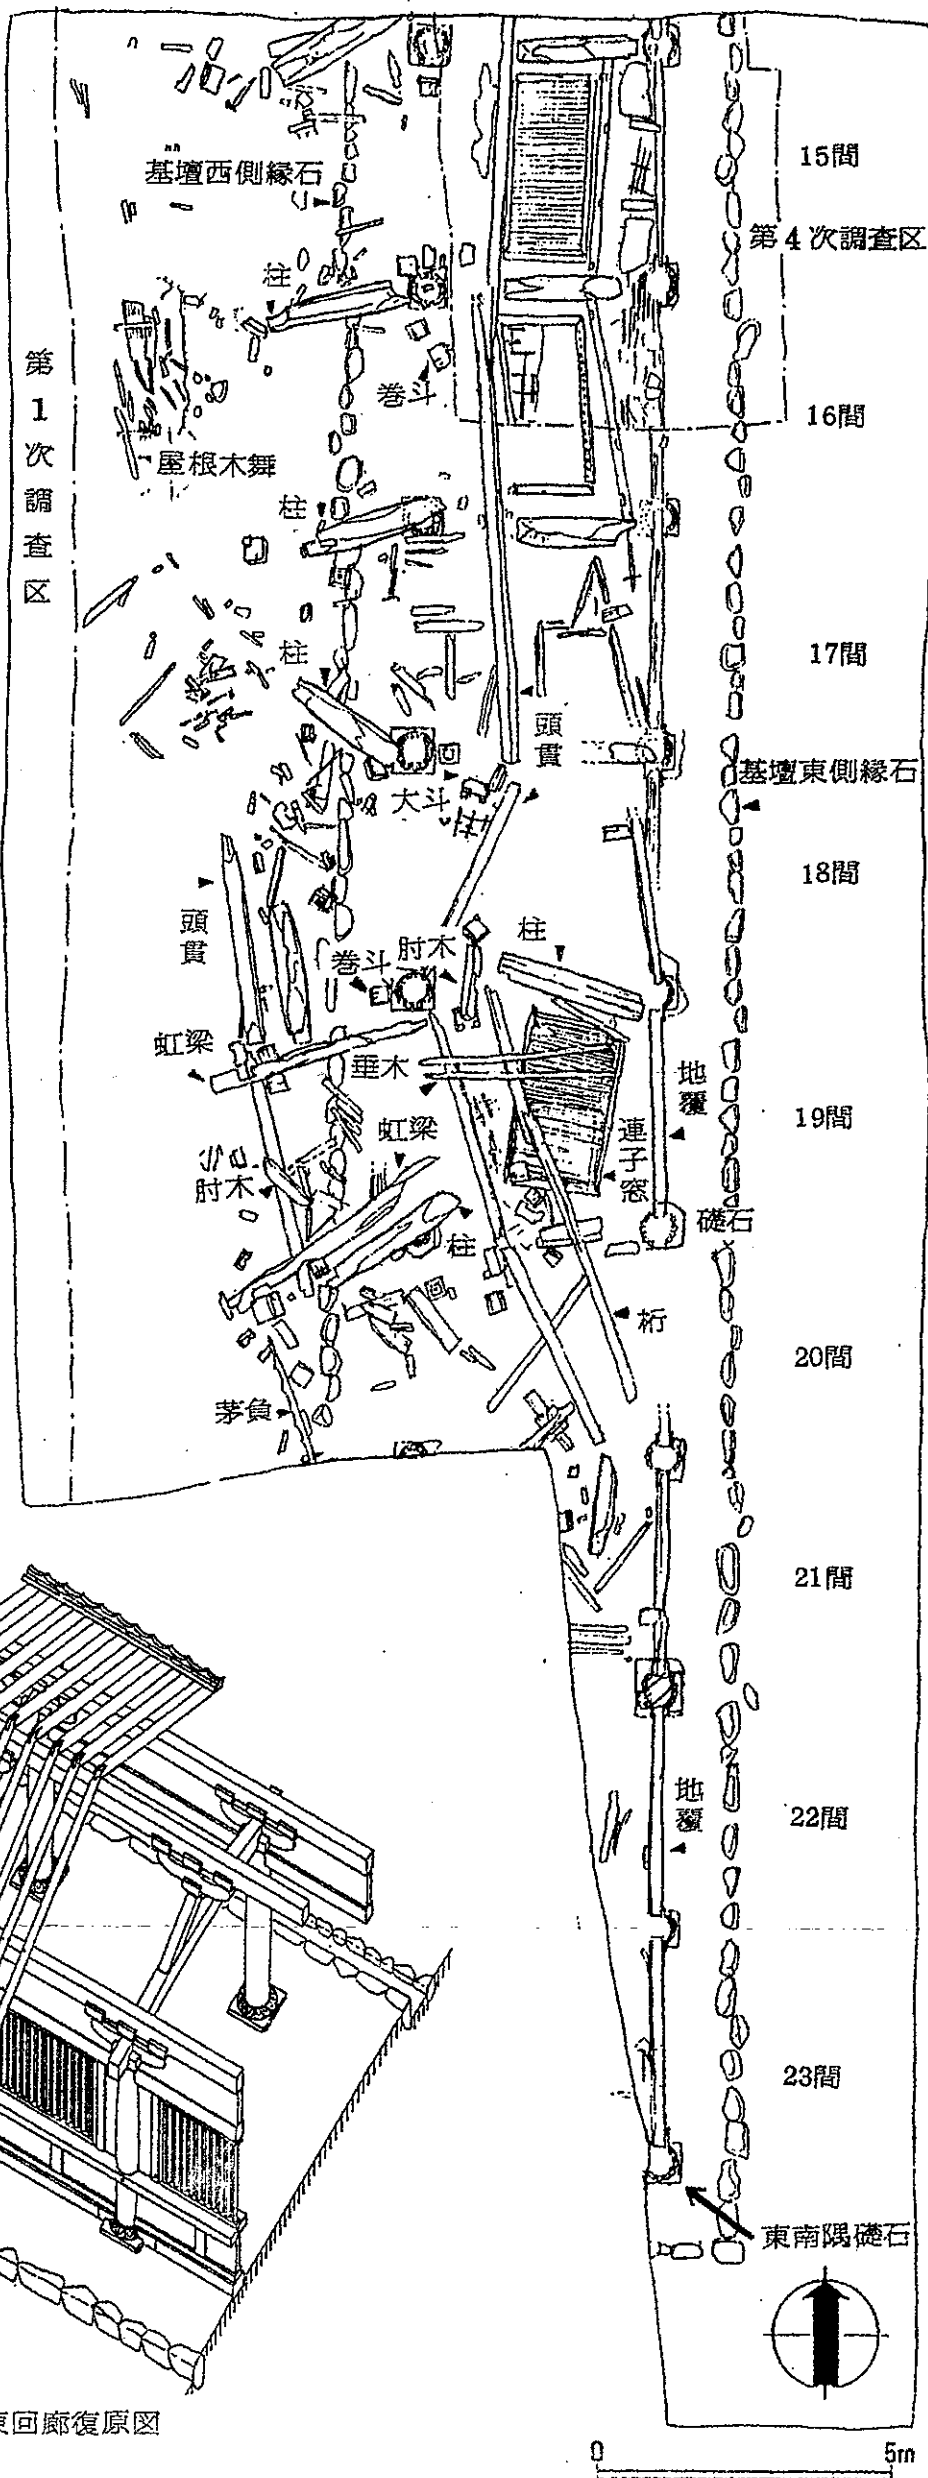 15間
基壇西側縁石
第4次調査区
柱
第1次調査区
巻斗
16間
屋根木舞
柱
柱
17間
頭貫
基壇東側縁石
大斗
18間
頭貫
柱
巻斗
肘木
虹梁
垂木
地覆
19間
連子窓
虹梁
肘木
礎石
柱
桁
20間
茅負
21間
地覆
22間
23間
東南隅礎石
東回廊復原図
0
5m